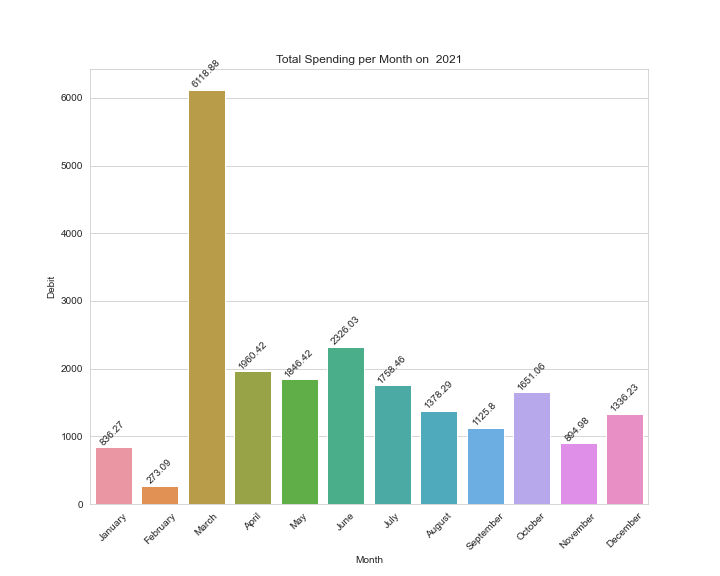 Total Spending per Month on  2021
Debit
6000
5000
4000
3000
2000
1000
0
836.27
273.09
6118.88
1960.42
1846.42
2326.03
1758.46
1378.29
1125.8
1651.06
894.98
1336.23
January
February
March
April
May
June
July
August
September
October
November
December
Month